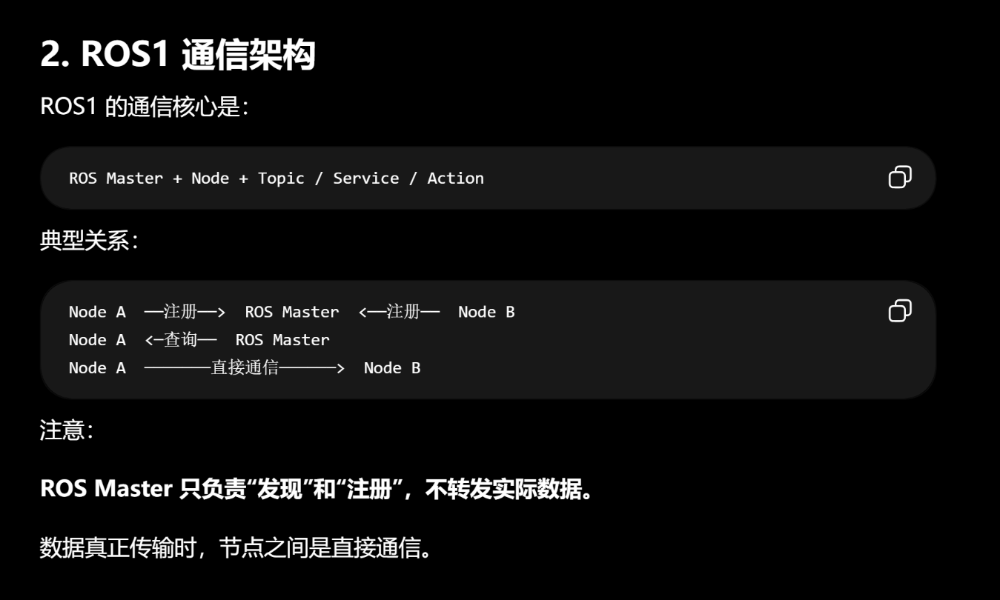 2. ROS1 通信架构
ROS1 的通信核心是：
ROS Master + Node + Topic / Service / Action
典型关系：
Node A ──注册──> ROS Master <──注册── Node B
Node A <─查询── ROS Master
Node A ───────直接通信──────> Node B
注意：
ROS Master 只负责“发现”和“注册”，不转发实际数据。
数据真正传输时，节点之间是直接通信。